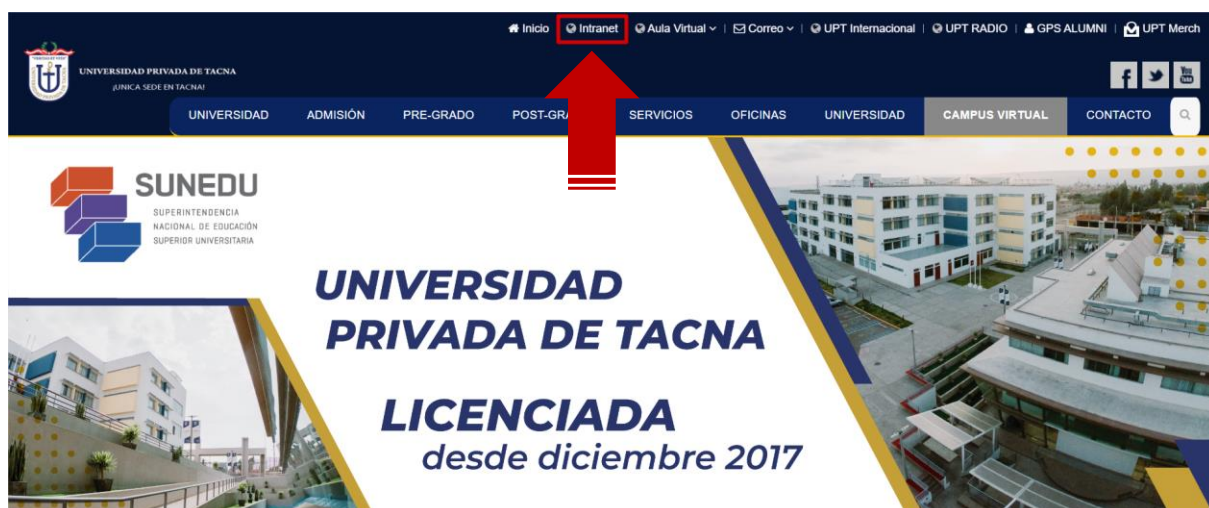 Inicio Intranet Aula Virtual Correo UPT Internacional UPT RADIO GPS ALUMNI UPT Merch
UNIVERSIDAD PRIVADA DE TACNA
¡UNICA SEDE EN TACNA!
UNIVERSIDAD ADMISIÓN PRE-GRADO POST-GRA SERVICIOS OFICINAS UNIVERSIDAD CAMPUS VIRTUAL CONTACTO
SUNEDU
SUPERINTENDENCIA
NACIONAL DE EDUCACIÓN
SUPERIOR UNIVERSITARIA
UNIVERSIDAD
PRIVADA DE TACNA
LICENCIADA
desde diciembre 2017